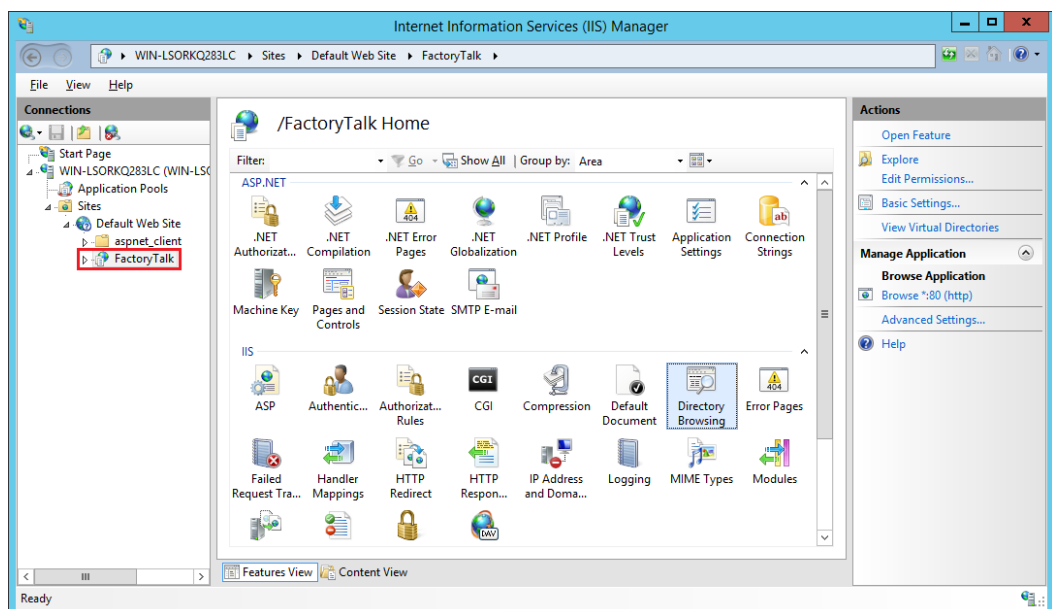 Internet Information Services (IIS) Manager
WIN-LSORKQ283LC Sites Default Web Site FactoryTalk
File View Help
Connections
Start Page
WIN-LSORKQ283LC (WIN-LSO
Application Pools
Sites
Default Web Site
aspnet_client
FactoryTalk
/FactoryTalk Home
Filter: Go Show All Group by: Area
ASP.NET
.NET Authorizat...
.NET Compilation
.NET Error Pages
.NET Globalization
.NET Profile
.NET Trust Levels
Application Settings
Connection Strings
Machine Key
Pages and Controls
Session State
SMTP E-mail
IIS
ASP
Authentic...
Authorizat... Rules
CGI
Compression
Default Document
Directory Browsing
Error Pages
Failed Request Tra...
Handler Mappings
HTTP Redirect
HTTP Respon...
IP Address and Doma...
Logging
MIME Types
Modules
Features View Content View
Actions
Open Feature
Explore
Edit Permissions...
Basic Settings...
View Virtual Directories
Manage Application
Browse Application
Browse *:80 (http)
Advanced Settings...
Help
Ready